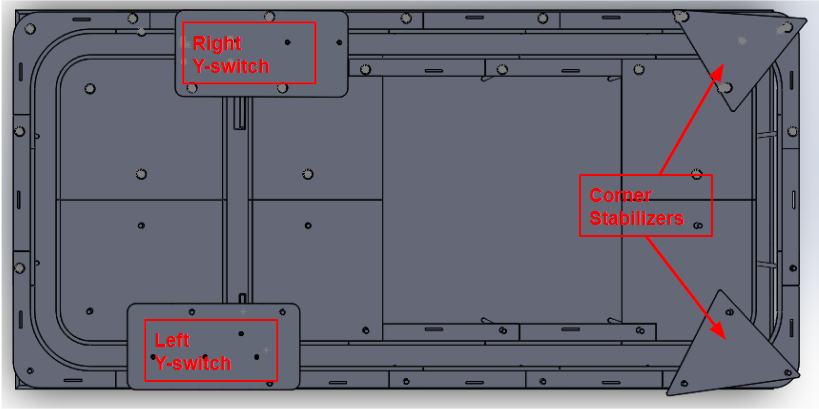 Right
Y-switch
Corner
Stabilizers
Left
Y-switch